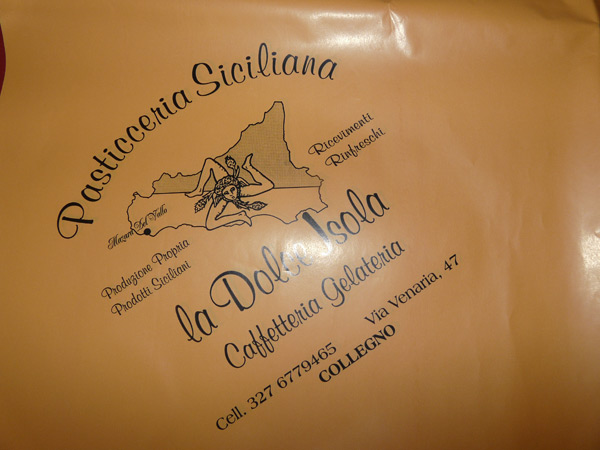 Pasticceria Siciliana
Ricevimenti
Rinfreschi
Mazara Del Vallo
Produzione Propria
Prodotti Siciliani
la Dolce Isola
Caffetteria Gelateria
Cell. 327 6779465 Via Venaria, 47
COLLEGNO